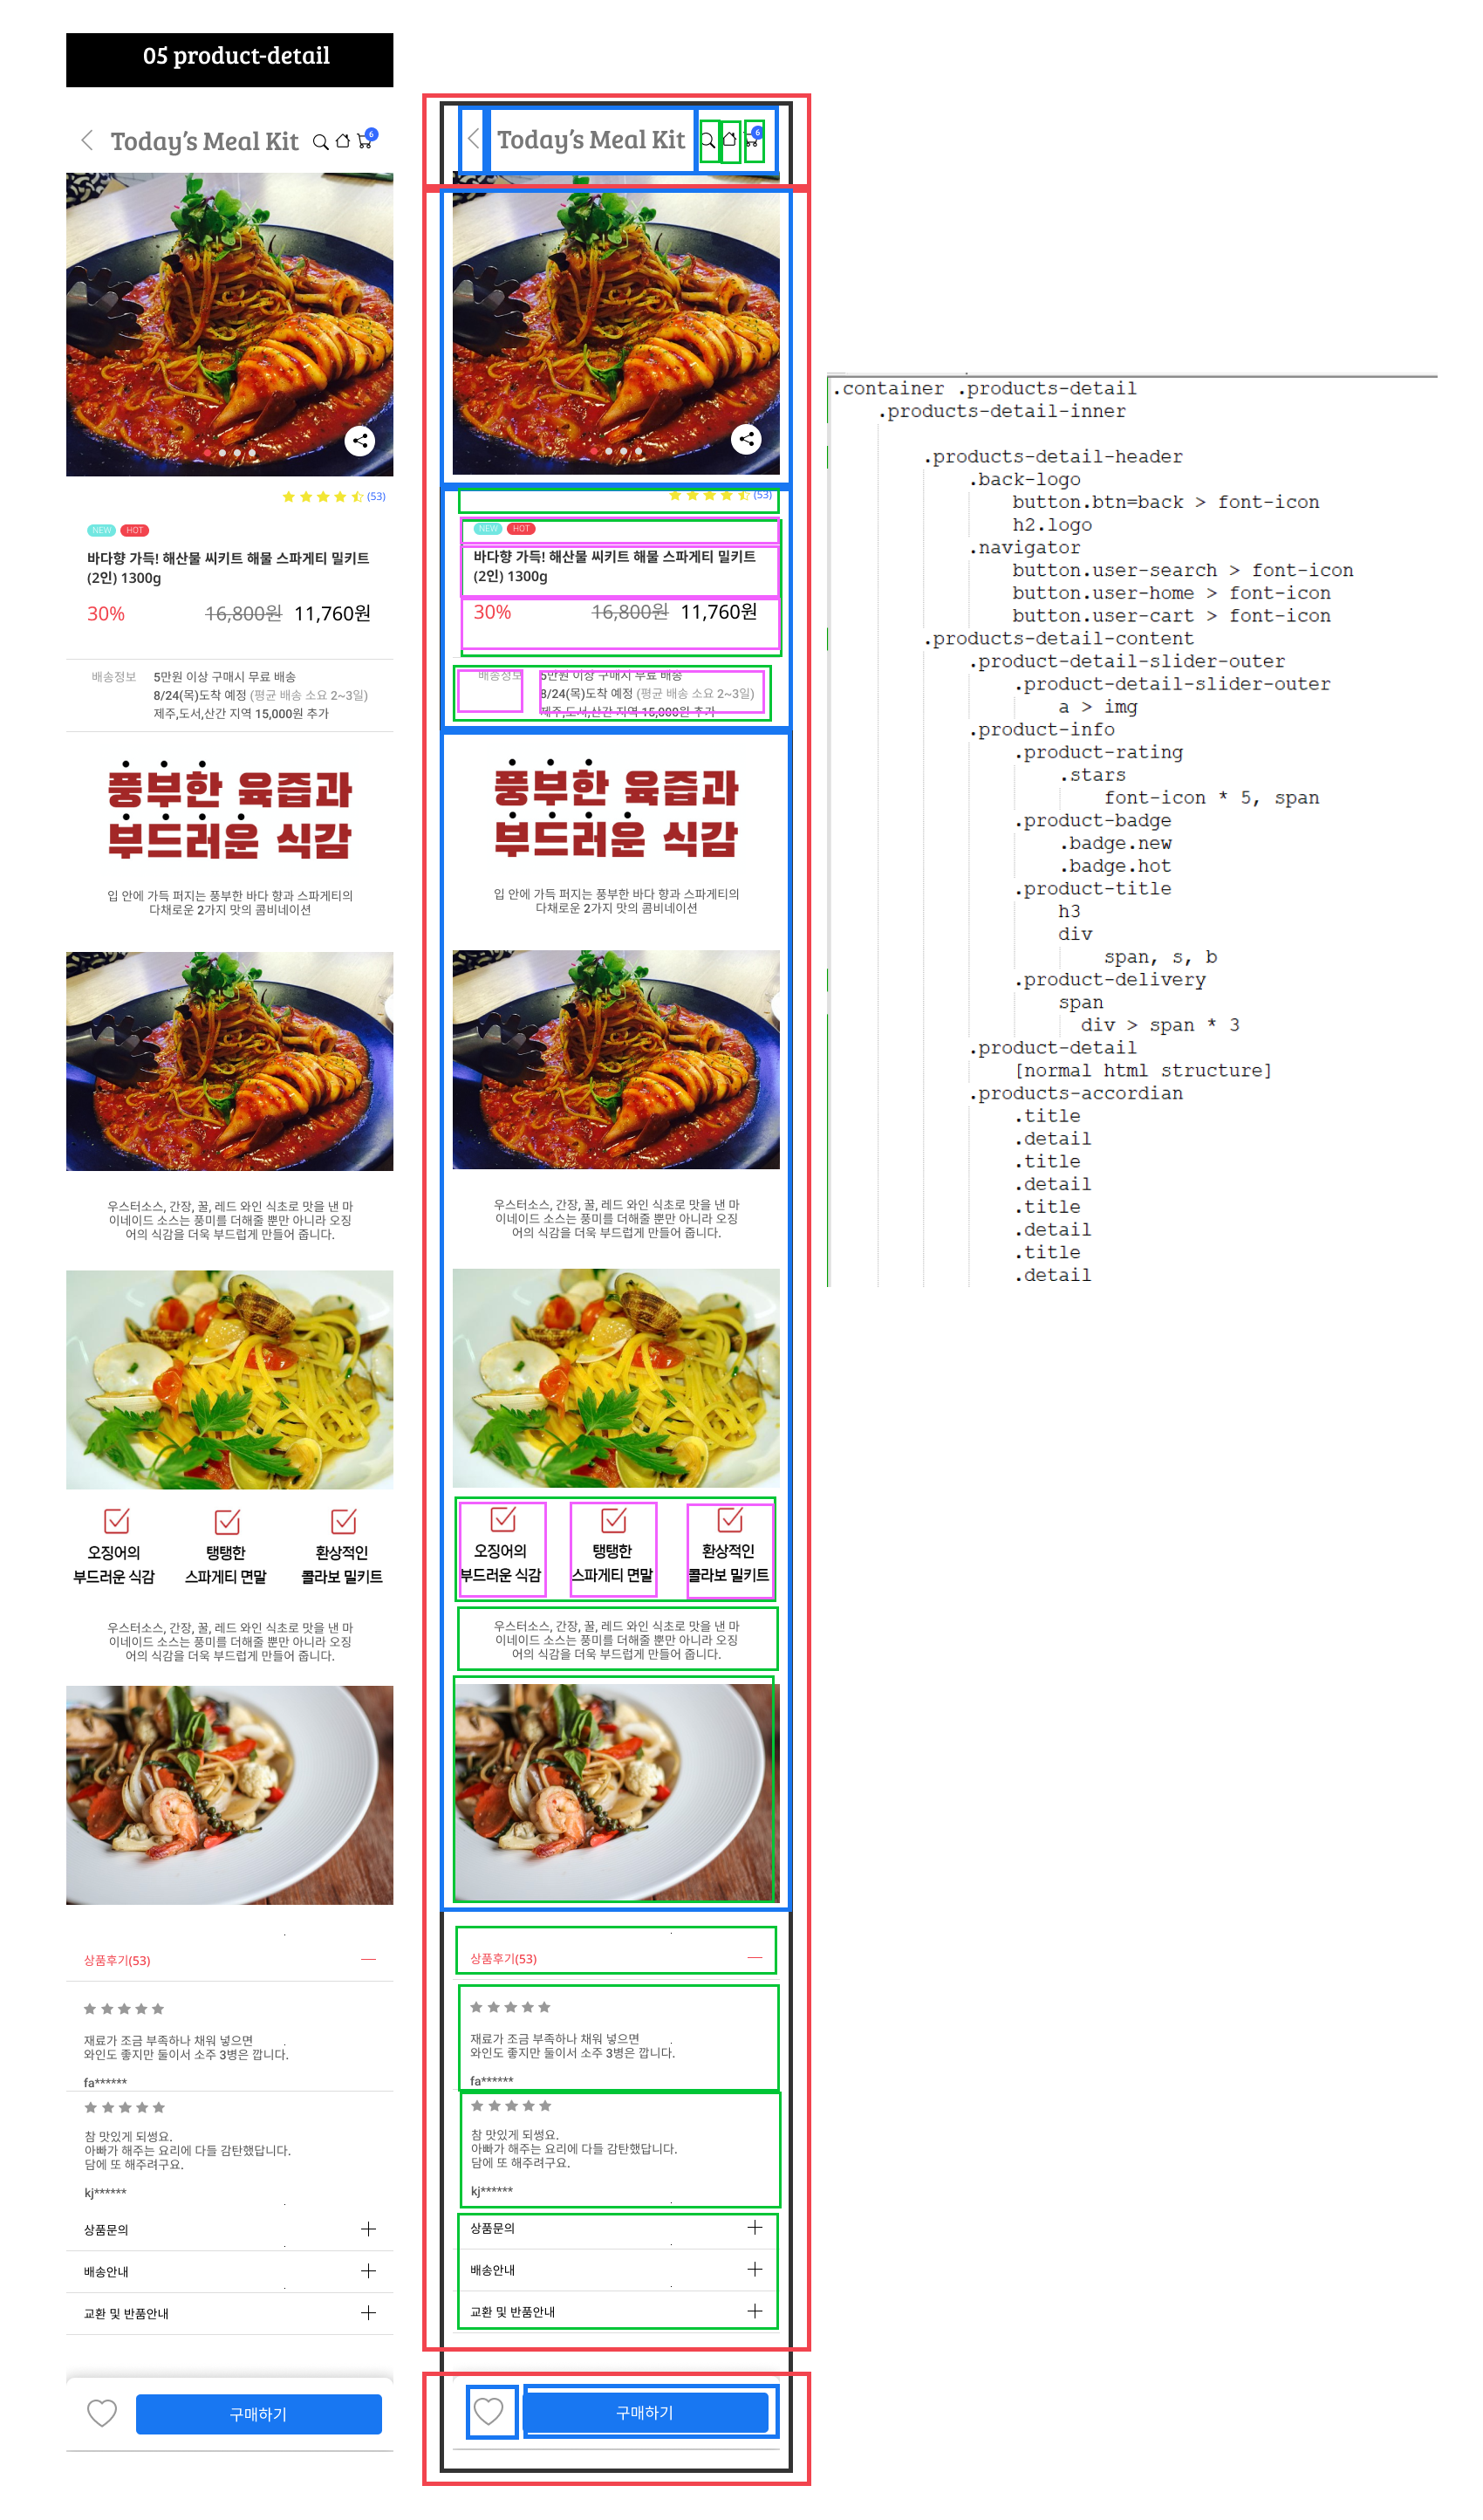 05 product-detail
Today's Meal Kit
6
(53)
NEW HOT
바다향 가득! 해산물 씨키트 해물 스파게티 밀키트
(2인) 1300g
30% 16,800원 11,760원
배송정보 5만원 이상 구매시 무료 배송
8/24(목)도착 예정 (평균 배송 소요 2~3일)
제주,도서,산간 지역 15,000원 추가
풍부한 육즙과
부드러운 식감
입 안에 가득 퍼지는 풍부한 바다 향과 스파게티의
다채로운 2가지 맛의 콤비네이션
우스터소스, 간장, 꿀, 레드 와인 식초로 맛을 낸 마
이네이드 소스는 풍미를 더해줄 뿐만 아니라 오징
어의 식감을 더욱 부드럽게 만들어 줍니다.
오징어의 탱탱한 환상적인
부드러운 식감 스파게티 면말 콜라보 밀키트
우스터소스, 간장, 꿀, 레드 와인 식초로 맛을 낸 마
이네이드 소스는 풍미를 더해줄 뿐만 아니라 오징
어의 식감을 더욱 부드럽게 만들어 줍니다.
상품후기(53)
재료가 조금 부족하나 채워 넣으면
와인도 좋지만 둘이서 소주 3병은 깝니다.
fa******
참 맛있게 되썽요.
아빠가 해주는 요리에 다들 감탄했답니다.
담에 또 해주려구요.
kj******
상품문의
배송안내
교환 및 반품안내
구매하기
Today's Meal Kit
6
(53)
NEW HOT
바다향 가득! 해산물 씨키트 해물 스파게티 밀키트
(2인) 1300g
30% 16,800원 11,760원
배송정보 5만원 이상 구매시 무료 배송
8/24(목)도착 예정 (평균 배송 소요 2~3일)
제주,도서,산간 지역 15,000원 추가
풍부한 육즙과
부드러운 식감
입 안에 가득 퍼지는 풍부한 바다 향과 스파게티의
다채로운 2가지 맛의 콤비네이션
우스터소스, 간장, 꿀, 레드 와인 식초로 맛을 낸 마
이네이드 소스는 풍미를 더해줄 뿐만 아니라 오징
어의 식감을 더욱 부드럽게 만들어 줍니다.
오징어의 탱탱한 환상적인
부드러운 식감 스파게티 면말 콜라보 밀키트
우스터소스, 간장, 꿀, 레드 와인 식초로 맛을 낸 마
이네이드 소스는 풍미를 더해줄 뿐만 아니라 오징
어의 식감을 더욱 부드럽게 만들어 줍니다.
상품후기(53)
재료가 조금 부족하나 채워 넣으면
와인도 좋지만 둘이서 소주 3병은 깝니다.
fa******
참 맛있게 되썽요.
아빠가 해주는 요리에 다들 감탄했답니다.
담에 또 해주려구요.
kj******
상품문의
배송안내
교환 및 반품안내
구매하기
.container .products-detail
.products-detail-inner
.products-detail-header
.back-logo
button.btn=back > font-icon
h2.logo
.navigator
button.user-search > font-icon
button.user-home > font-icon
button.user-cart > font-icon
.products-detail-content
.product-detail-slider-outer
.product-detail-slider-outer
a > img
.product-info
.product-rating
.stars
font-icon * 5, span
.product-badge
.badge.new
.badge.hot
.product-title
h3
div
span, s, b
.product-delivery
span
div > span * 3
.product-detail
[normal html structure]
.products-accordian
.title
.detail
.title
.detail
.title
.detail
.title
.detail